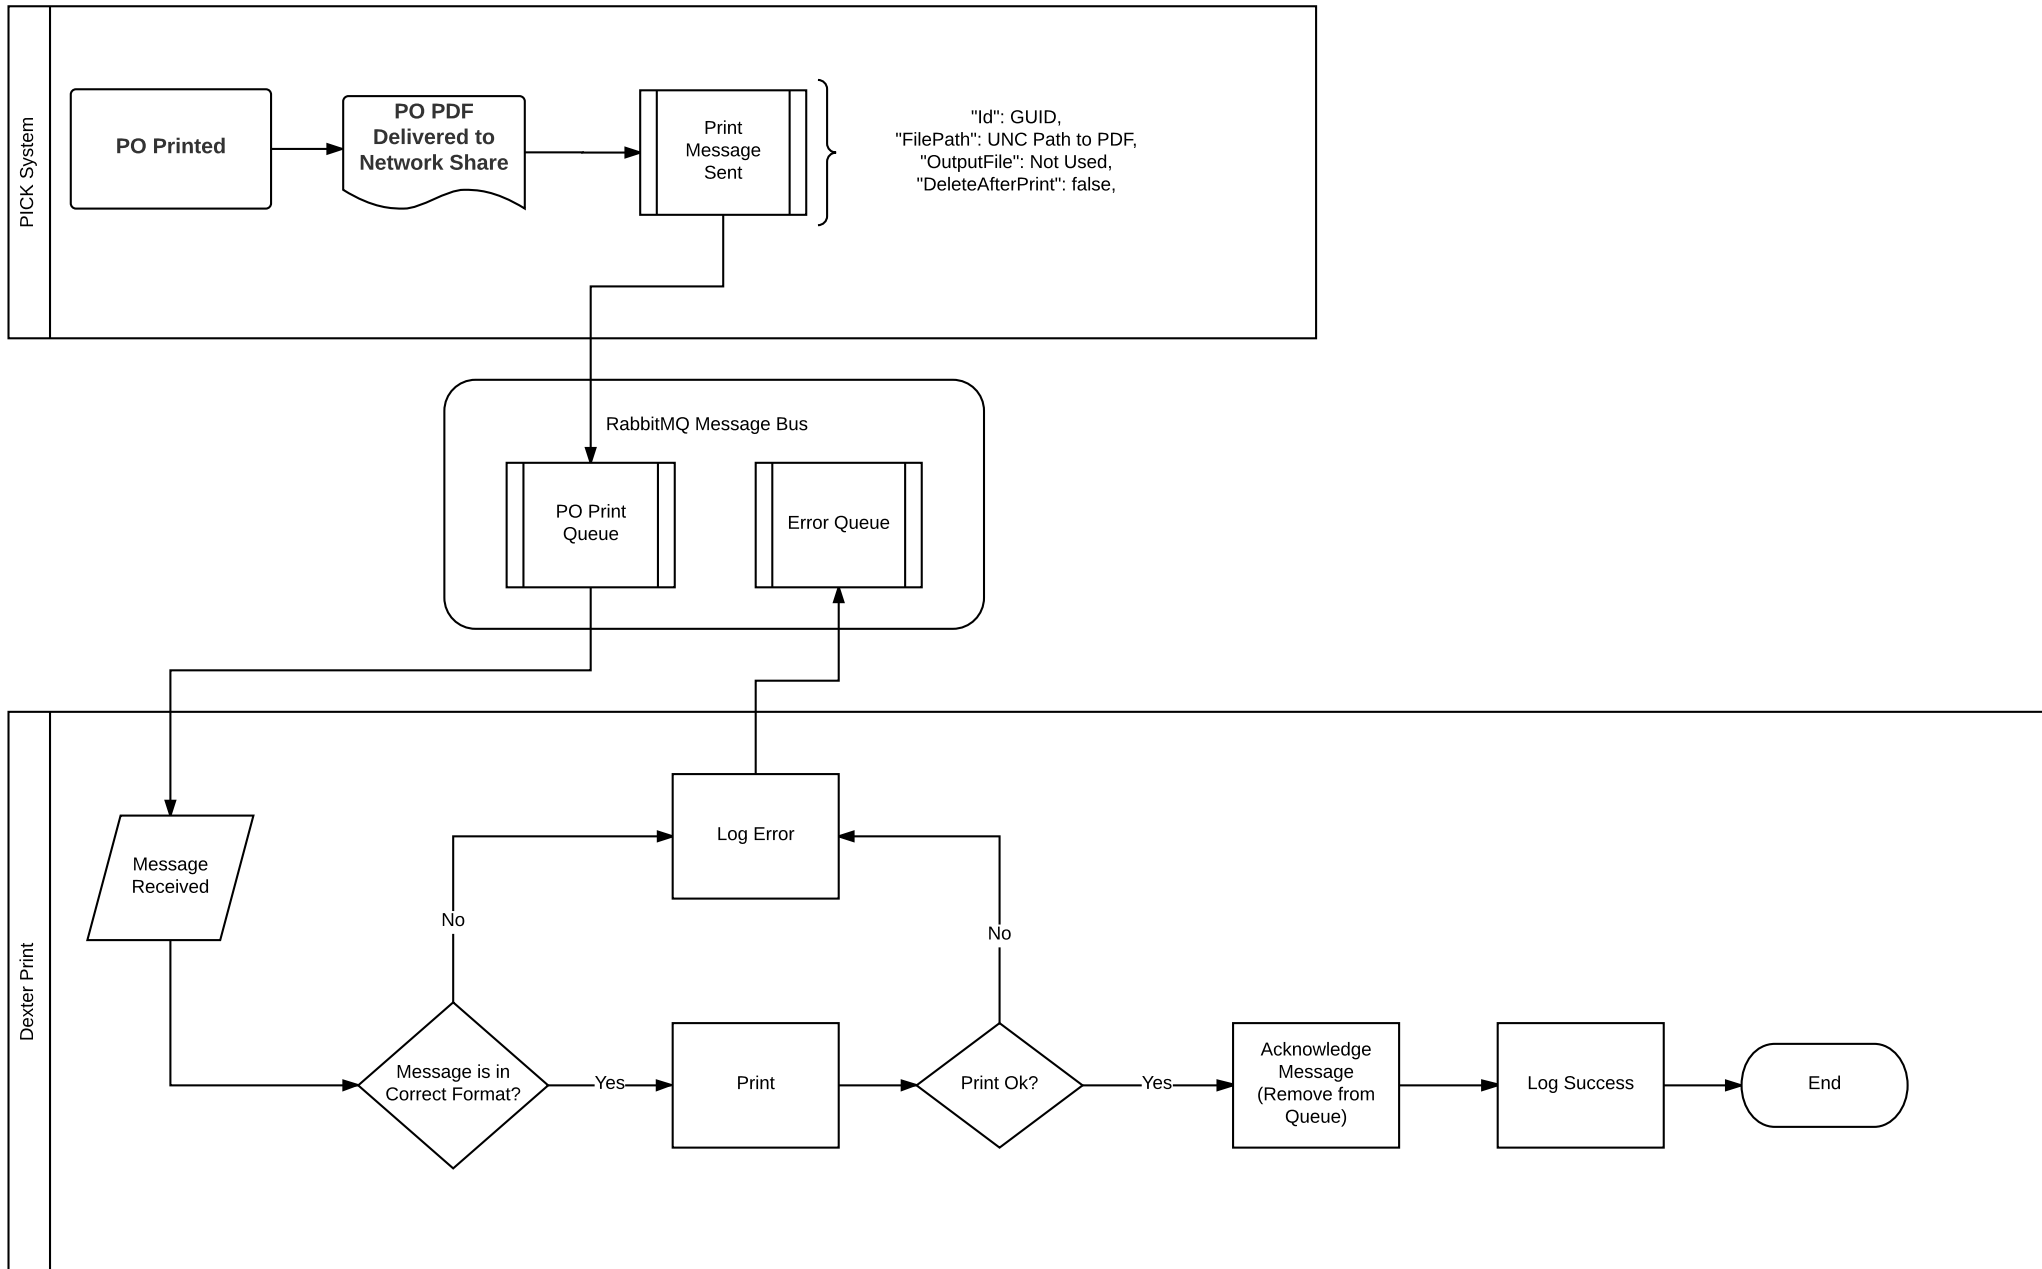 PICK System
PO Printed
PO PDF
Delivered to
Network Share
Print
Message
Sent
"Id": GUID,
"FilePath": UNC Path to PDF,
"OutputFile": Not Used,
"DeleteAfterPrint": false,
RabbitMQ Message Bus
PO Print
Queue
Error Queue
Dexter Print
Message
Received
Log Error
No
No
Message is in
Correct Format?
Yes
Print
Print Ok?
Yes
Acknowledge
Message
(Remove from
Queue)
Log Success
End